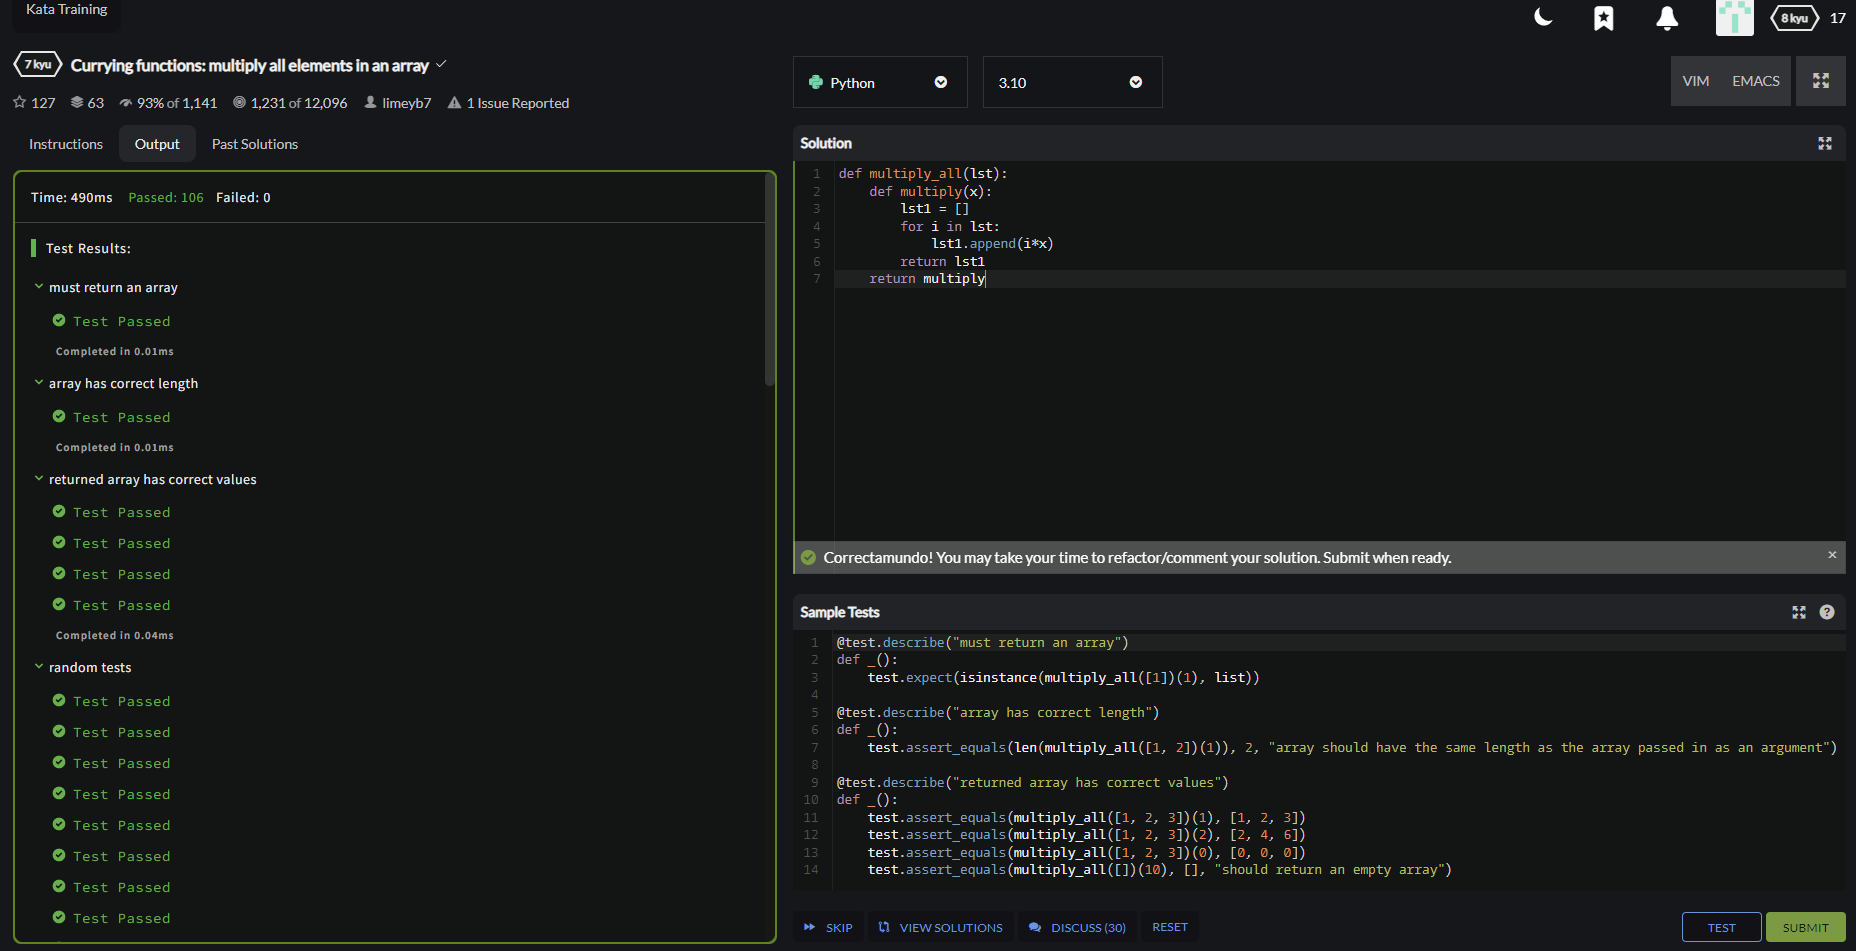 Kata Training
8 kyu 17
7 kyu Currying functions: multiply all elements in an array
127 63 93% of 1,141 1,231 of 12,096 limeyb7 1 Issue Reported
Instructions Output Past Solutions
Time: 490ms Passed: 106 Failed: 0
Test Results:
must return an array
Test Passed
Completed in 0.01ms
array has correct length
Test Passed
Completed in 0.01ms
returned array has correct values
Test Passed
Test Passed
Test Passed
Test Passed
Completed in 0.04ms
random tests
Test Passed
Test Passed
Test Passed
Test Passed
Test Passed
Test Passed
Test Passed
Test Passed
Python 3.10 VIM EMACS
Solution
1 def multiply_all(lst):
2     def multiply(x):
3         lst1 = []
4         for i in lst:
5             lst1.append(i*x)
6         return lst1
7     return multiply
Correctamundo! You may take your time to refactor/comment your solution. Submit when ready. ×
Sample Tests ?
1 @test.describe("must return an array")
2 def _():
3     test.expect(isinstance(multiply_all([1])(1), list))
4
5 @test.describe("array has correct length")
6 def _():
7     test.assert_equals(len(multiply_all([1, 2])(1)), 2, "array should have the same length as the array passed in as an argument")
8
9 @test.describe("returned array has correct values")
10 def _():
11     test.assert_equals(multiply_all([1, 2, 3])(1), [1, 2, 3])
12     test.assert_equals(multiply_all([1, 2, 3])(2), [2, 4, 6])
13     test.assert_equals(multiply_all([1, 2, 3])(0), [0, 0, 0])
14     test.assert_equals(multiply_all([])(10), [], "should return an empty array")
SKIP VIEW SOLUTIONS DISCUSS (30) RESET TEST SUBMIT